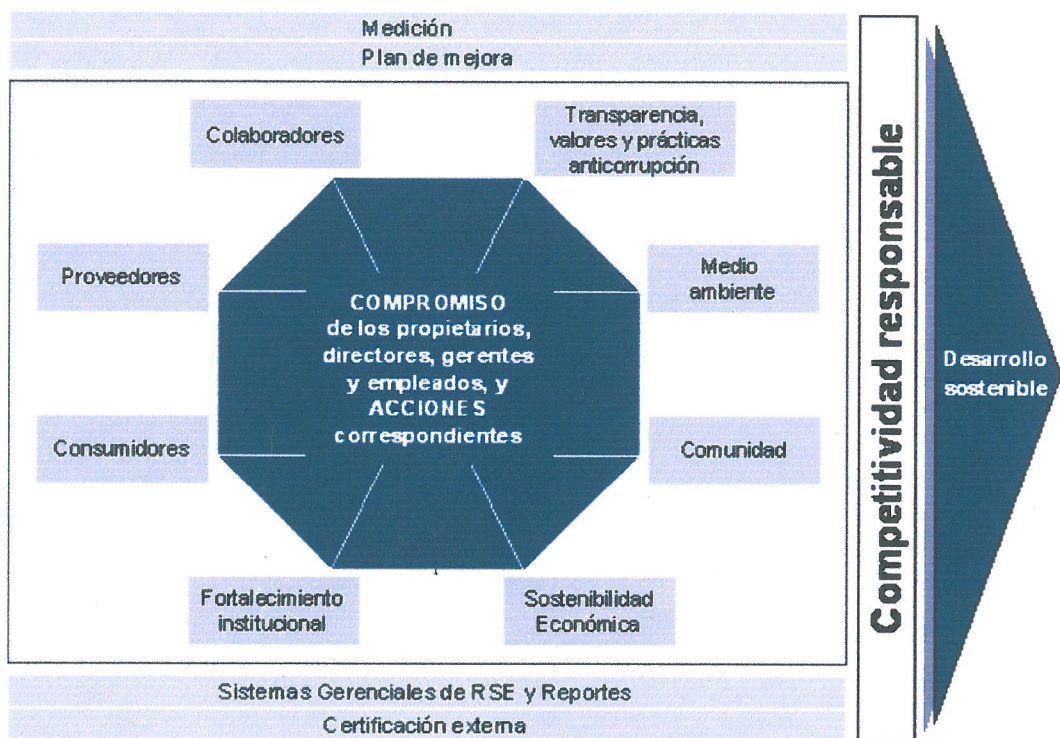 Medición
Plan de mejora
Colaboradores
Transparencia,
valores y prácticas
anticorrupción
Proveedores
Medio
ambiente
COMPROMISO
de los propietarios,
directores, gerentes
y empleados, y
ACCIONES
correspondientes
Consumidores
Comunidad
Fortalecimiento
institucional
Sostenibilidad
Económica
Sistemas Gerenciales de RSE y Reportes
Certificación externa
Competitividad responsable
Desarrollo
sostenible